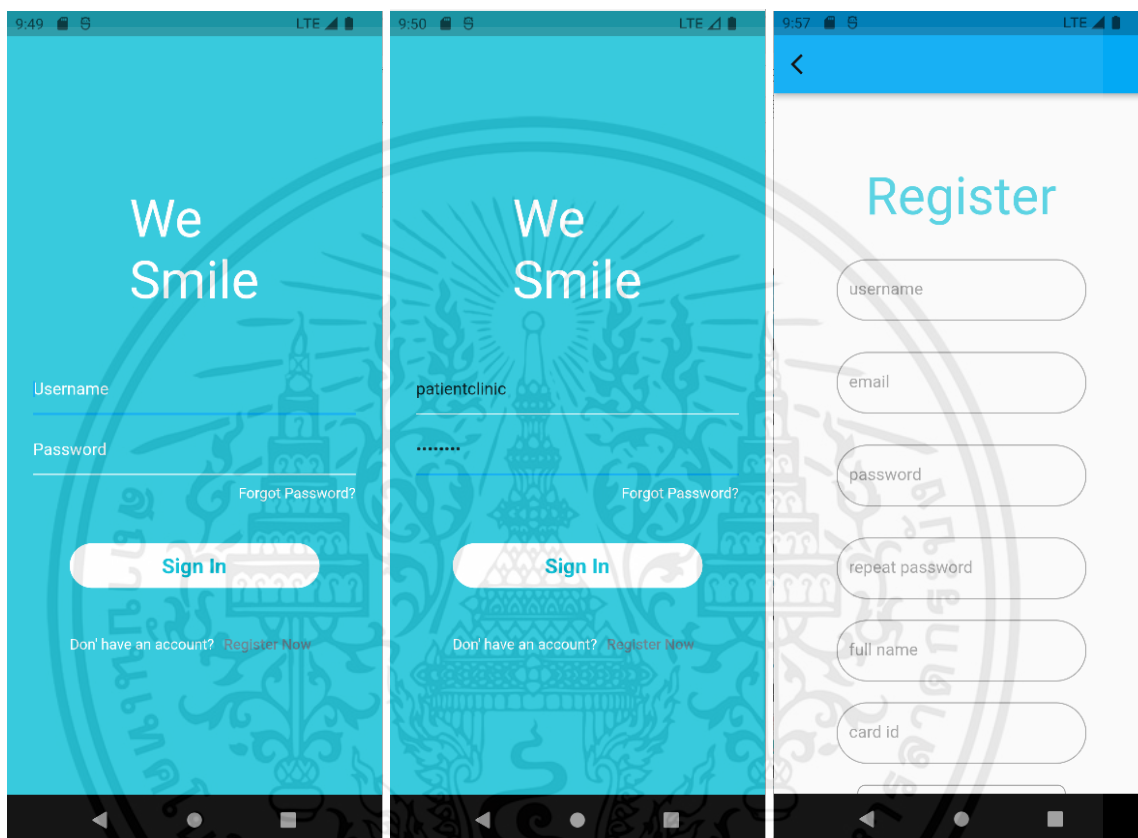 9:49
LTE
We
Smile
Username
Password
Forgot Password?
Sign In
Don' have an account? Register Now
9:50
LTE
We
Smile
patientclinic
••••••••
Forgot Password?
Sign In
Don' have an account? Register Now
9:57
LTE
Register
username
email
password
repeat password
full name
card id